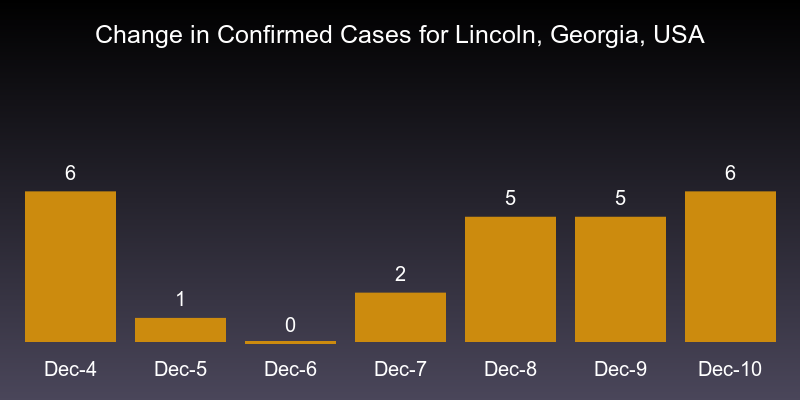 Change in Confirmed Cases for Lincoln, Georgia, USA
6
1
0
2
5
5
6
Dec-4
Dec-5
Dec-6
Dec-7
Dec-8
Dec-9
Dec-10